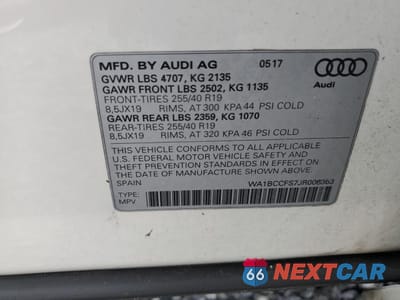 MFD. BY AUDI AG 05 17
GVWR LBS 4707, KG 2135
GAWR FRONT LBS 2502, KG 1135
FRONT-TIRES 255/40 R19
8,5JX19 RIMS, AT 300 KPA 44 PSI COLD
GAWR REAR LBS 2359, KG 1070
REAR-TIRES 255/40 R19
8,5JX19 RIMS, AT 320 KPA 46 PSI COLD
Audi
THIS VEHICLE CONFORMS TO ALL APPLICABLE
U.S. FEDERAL MOTOR VEHICLE SAFETY AND
THEFT PREVENTION STANDARDS IN EFFECT ON
THE DATE OF MANUFACTURE SHOWN ABOVE.
SPAIN WA1BCCFS7JR006363
TYPE:
MPV
66 NEXTCAR